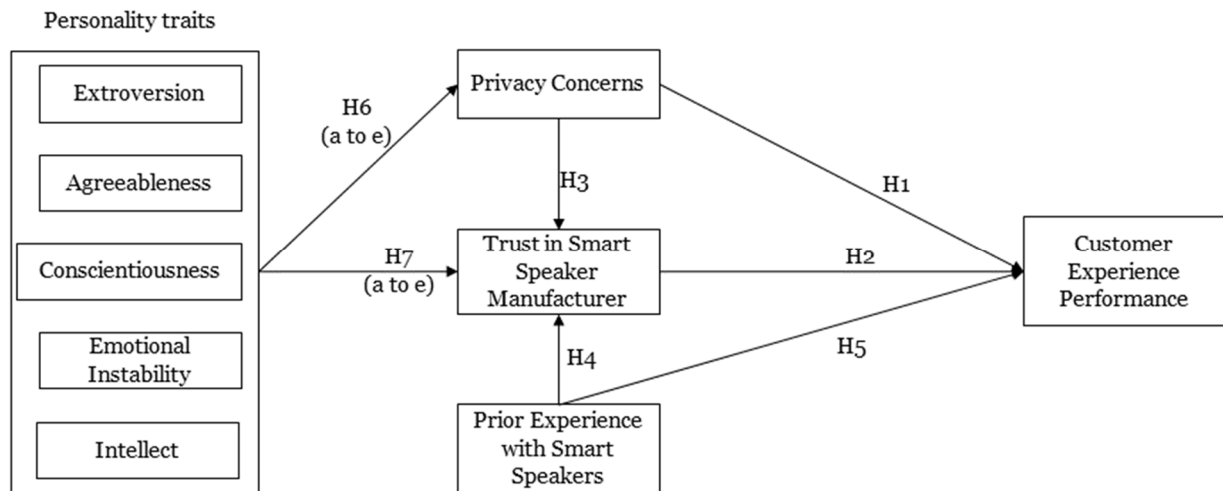 Personality traits
Extroversion
Agreeableness
Conscientiousness
Emotional
Instability
Intellect
H6
(a to e)
H7
(a to e)
Privacy Concerns
H3
Trust in Smart
Speaker
Manufacturer
H4
Prior Experience
with Smart
Speakers
H1
H2
H5
Customer
Experience
Performance